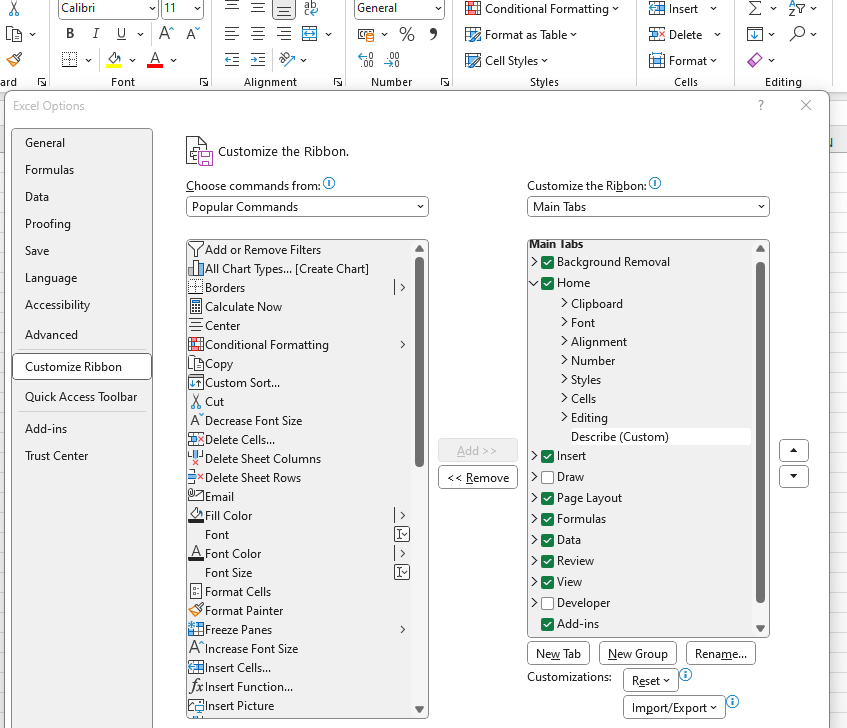 Calibri 11 ab General Conditional Formatting Insert
B I U A A % 9 Format as Table Delete
.00 .00 Cell Styles Format
ard Font Alignment Number Styles Cells Editing
Excel Options ?
General
Formulas
Data
Proofing
Save
Language
Accessibility
Advanced
Customize Ribbon
Quick Access Toolbar
Add-ins
Trust Center
Customize the Ribbon.
Choose commands from:
Popular Commands
Add or Remove Filters
All Chart Types... [Create Chart]
Borders
Calculate Now
Center
Conditional Formatting
Copy
Custom Sort...
Cut
Decrease Font Size
Delete Cells...
Delete Sheet Columns
Delete Sheet Rows
Email
Fill Color
Font
Font Color
Font Size
Format Cells
Format Painter
Freeze Panes
Increase Font Size
Insert Cells...
Insert Function...
Insert Picture
Add >>
<< Remove
Customize the Ribbon:
Main Tabs
Main Tabs
Background Removal
Home
Clipboard
Font
Alignment
Number
Styles
Cells
Editing
Describe (Custom)
Insert
Draw
Page Layout
Formulas
Data
Review
View
Developer
Add-ins
New Tab New Group Rename...
Customizations: Reset
Import/Export